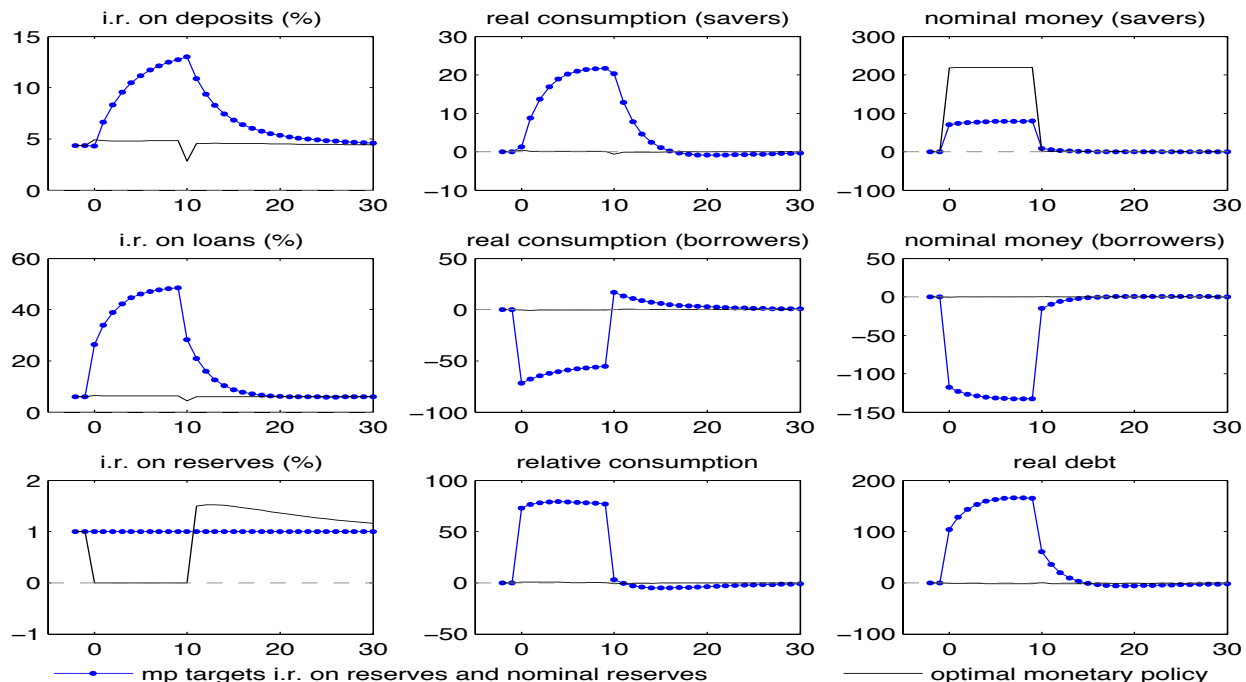 i.r. on deposits (%) real consumption (savers) nominal money (savers)
15 30 300
10 20 200
10 100
5 0 0
0 −10 −100
0 10 20 30 0 10 20 30 0 10 20 30
i.r. on loans (%) real consumption (borrowers) nominal money (borrowers)
60 50 50
40 0 0
20 −50 −50
−100
0 −100 −150
0 10 20 30 0 10 20 30 0 10 20 30
i.r. on reserves (%) relative consumption real debt
2 100 200
1 50 100
0 0 0
−1 −50 −100
0 10 20 30 0 10 20 30 0 10 20 30
mp targets i.r. on reserves and nominal reserves optimal monetary policy